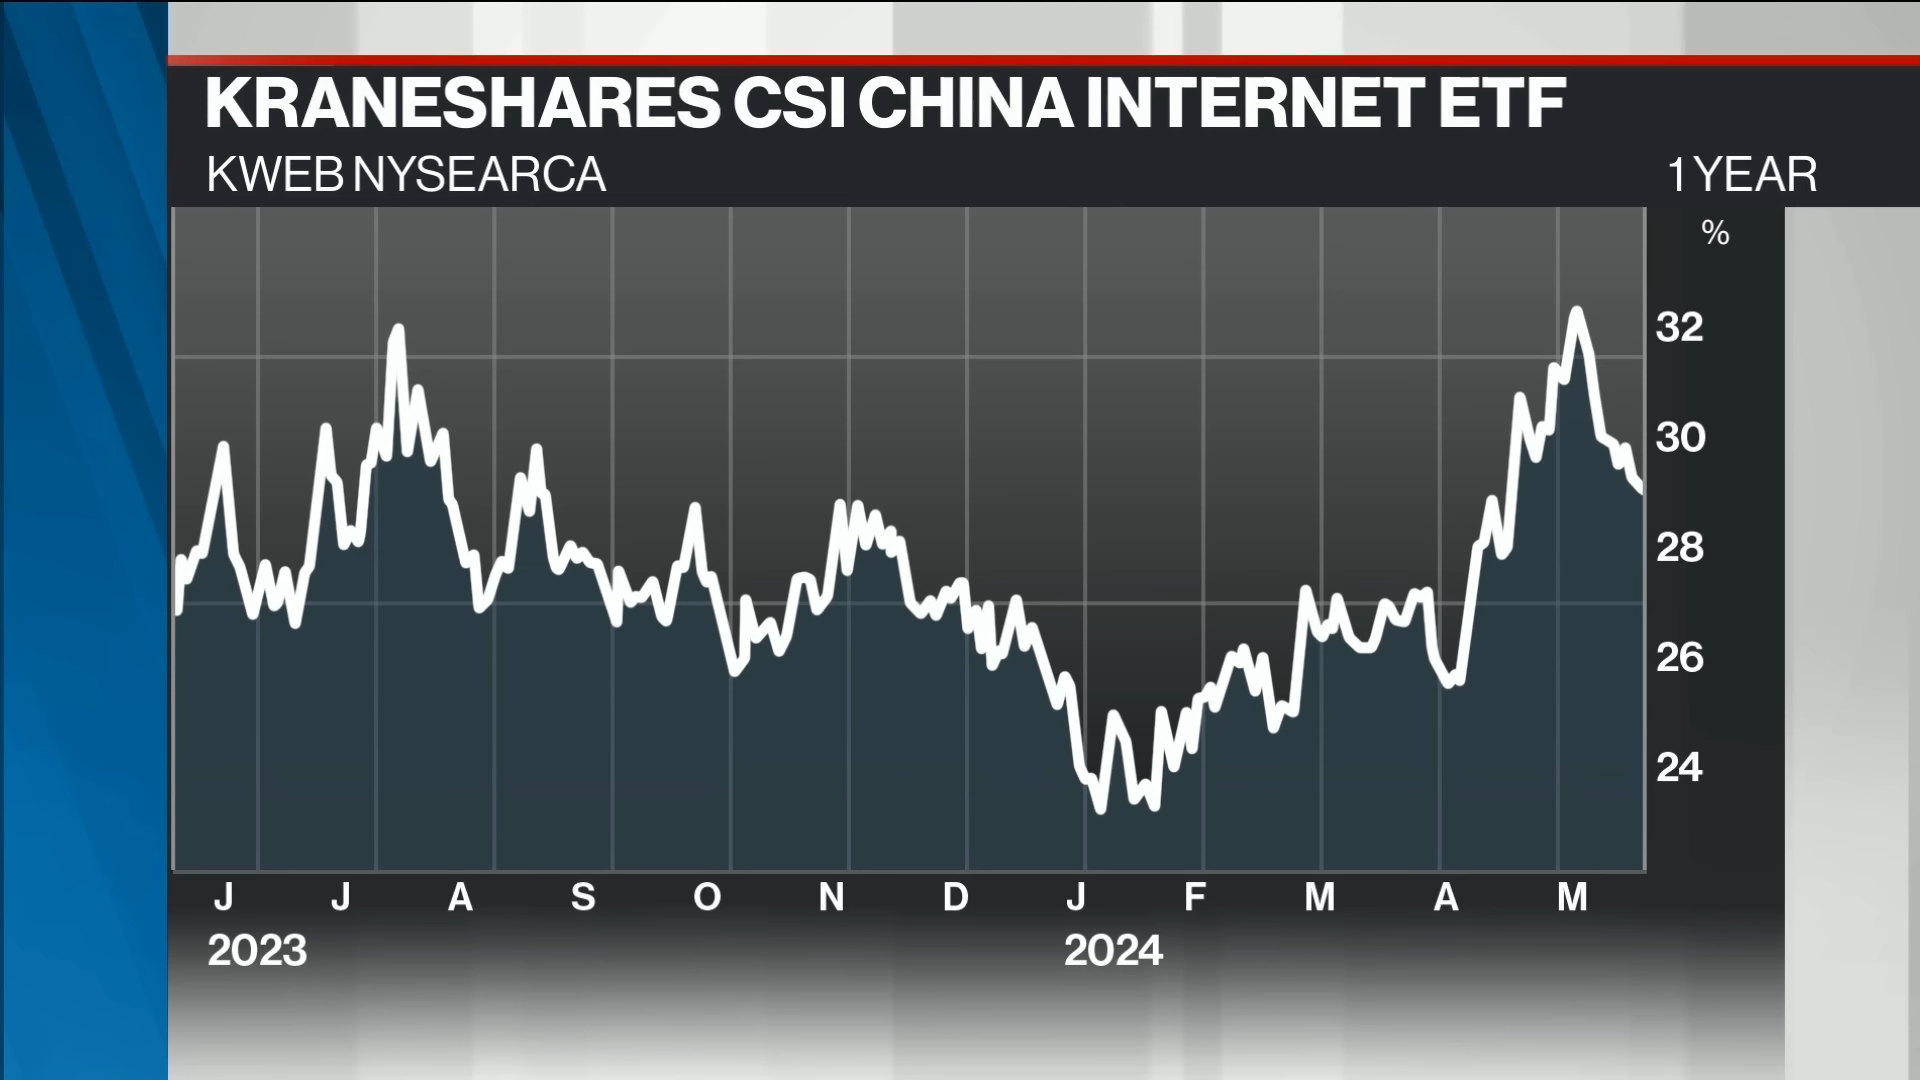 KRANESHARES CSI CHINA INTERNET ETF
KWEB NYSEARCA 1 YEAR
%
32
30
28
26
24
J J A S O N D J F M A M
2023 2024